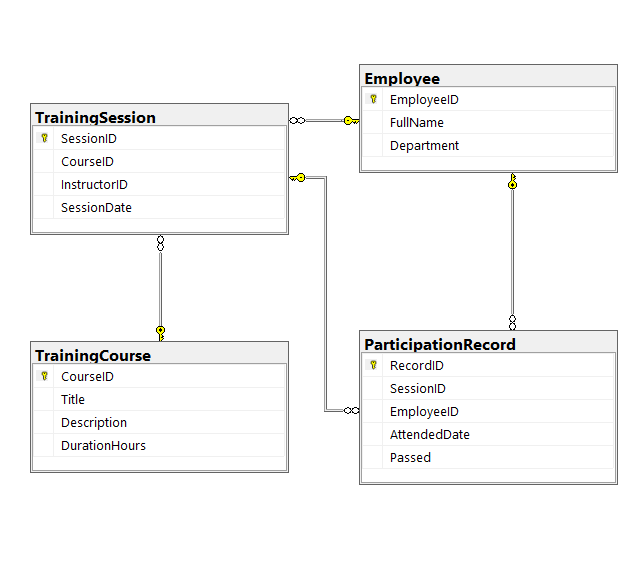 TrainingSession
SessionID
CourseID
InstructorID
SessionDate
Employee
EmployeeID
FullName
Department
TrainingCourse
CourseID
Title
Description
DurationHours
ParticipationRecord
RecordID
SessionID
EmployeeID
AttendedDate
Passed